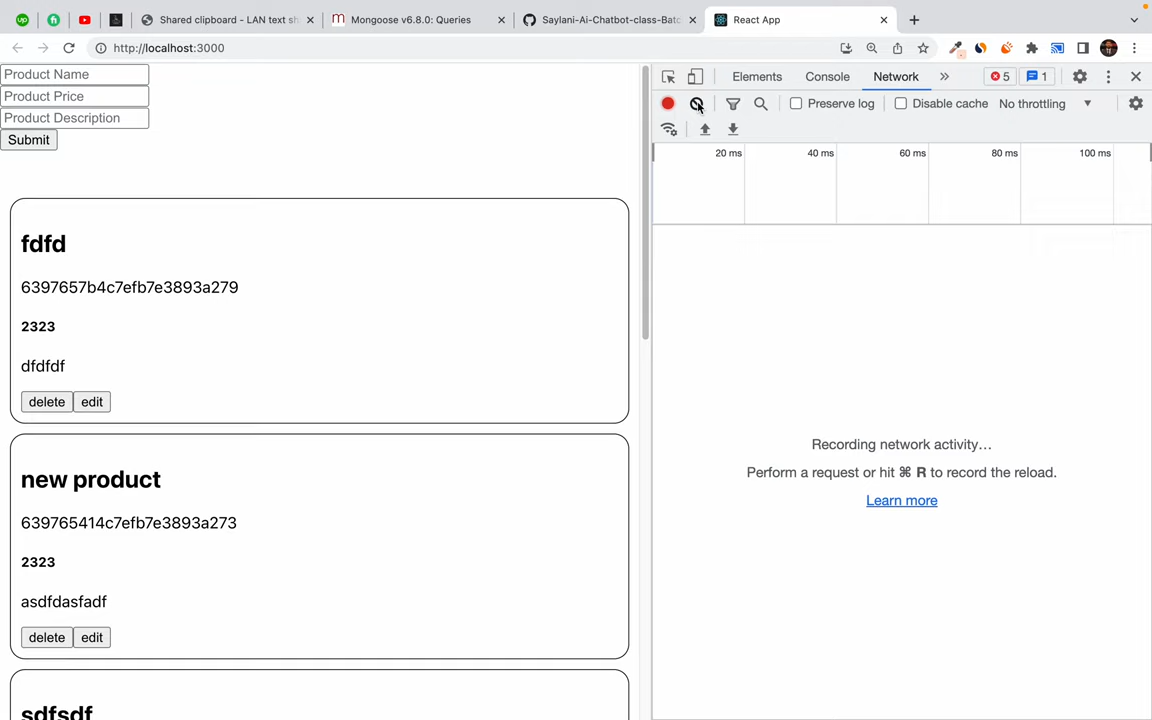 Shared clipboard - LAN text sh
Mongoose v6.8.0: Queries
Saylani-Ai-Chatbot-class-Batc
React App
http://localhost:3000
Product Name
Product Price
Product Description
Submit
fdfd
6397657b4c7efb7e3893a279
2323
dfdfdf
delete edit
new product
639765414c7efb7e3893a273
2323
asdfdasfadf
delete edit
sdfsdf
Elements Console Network 5 1
Preserve log Disable cache No throttling
20 ms 40 ms 60 ms 80 ms 100 ms
Recording network activity…
Perform a request or hit ⌘ R to record the reload.
Learn more